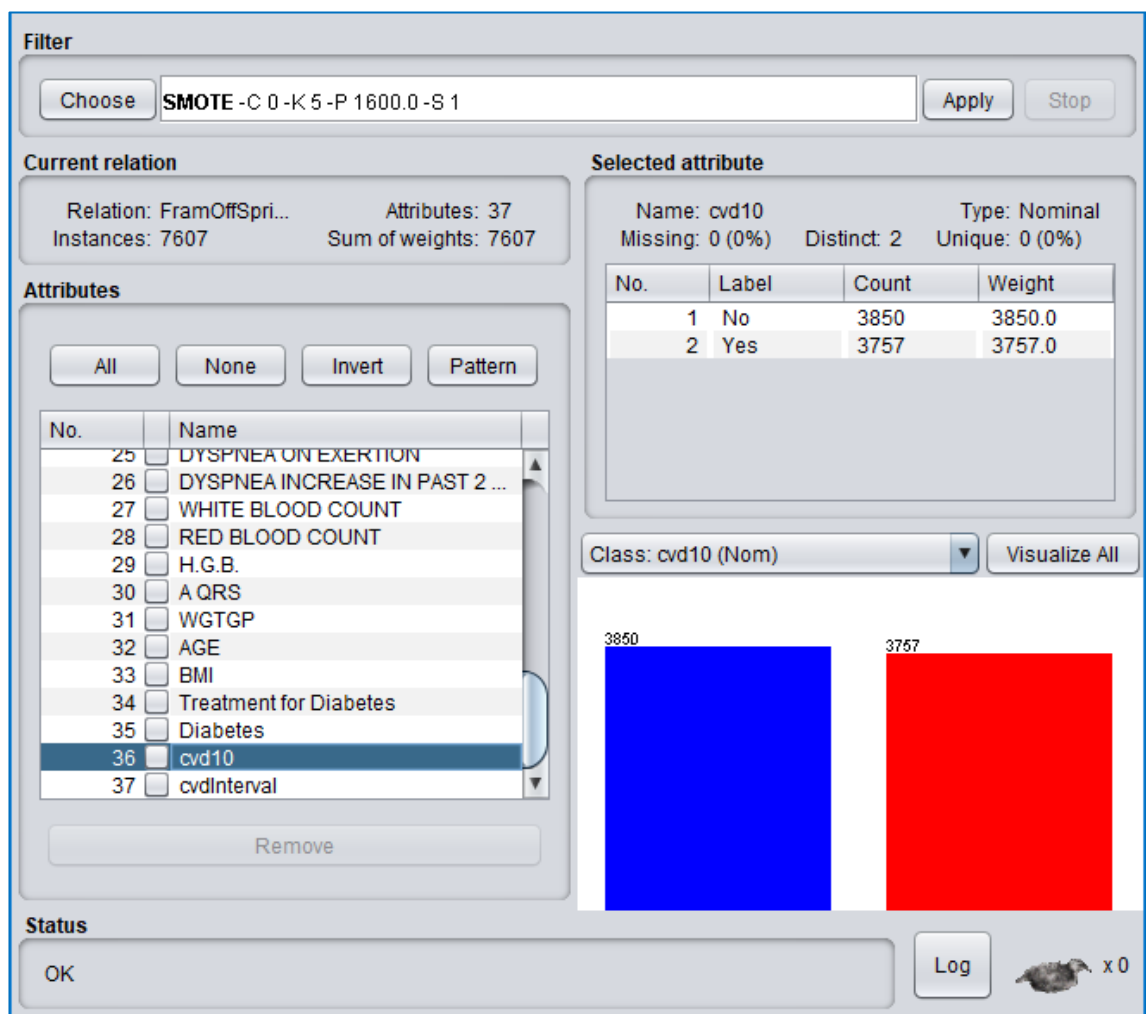 Filter
Choose SMOTE -C 0 -K 5 -P 1600.0 -S 1 Apply Stop
Current relation
Relation: FramOffSpri... Attributes: 37
Instances: 7607 Sum of weights: 7607
Attributes
All None Invert Pattern
No. Name
25 DYSPNEA ON EXERTION
26 DYSPNEA INCREASE IN PAST 2 ...
27 WHITE BLOOD COUNT
28 RED BLOOD COUNT
29 H.G.B.
30 A QRS
31 WGTGP
32 AGE
33 BMI
34 Treatment for Diabetes
35 Diabetes
36 cvd10
37 cvdInterval
Remove
Selected attribute
Name: cvd10 Type: Nominal
Missing: 0 (0%) Distinct: 2 Unique: 0 (0%)
No. Label Count Weight
1 No 3850 3850.0
2 Yes 3757 3757.0
Class: cvd10 (Nom) Visualize All
3850 3757
Status
OK Log x 0